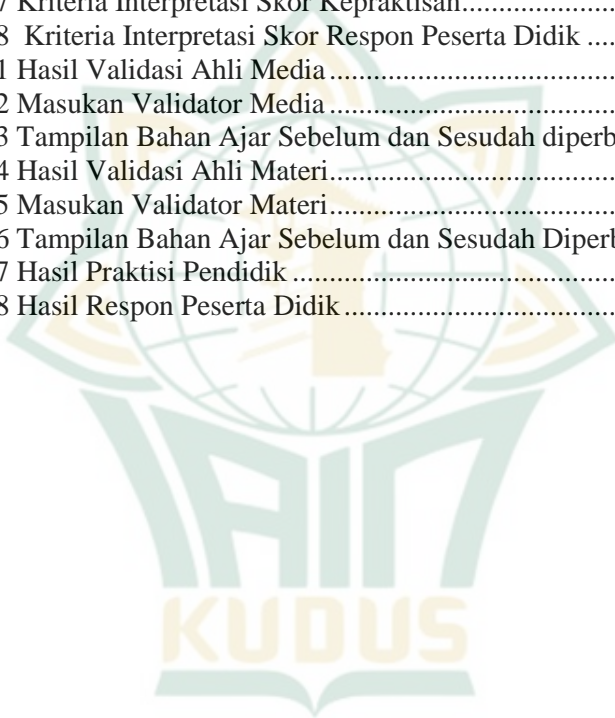 7 Kriteria Interpretasi Skor Kepraktisan
8 Kriteria Interpretasi Skor Respon Peserta Didik
1 Hasil Validasi Ahli Media
2 Masukan Validator Media
3 Tampilan Bahan Ajar Sebelum dan Sesudah diperb
4 Hasil Validasi Ahli Materi
5 Masukan Validator Materi
6 Tampilan Bahan Ajar Sebelum dan Sesudah Diperb
7 Hasil Praktisi Pendidik
8 Hasil Respon Peserta Didik
IAIN
KUDUS